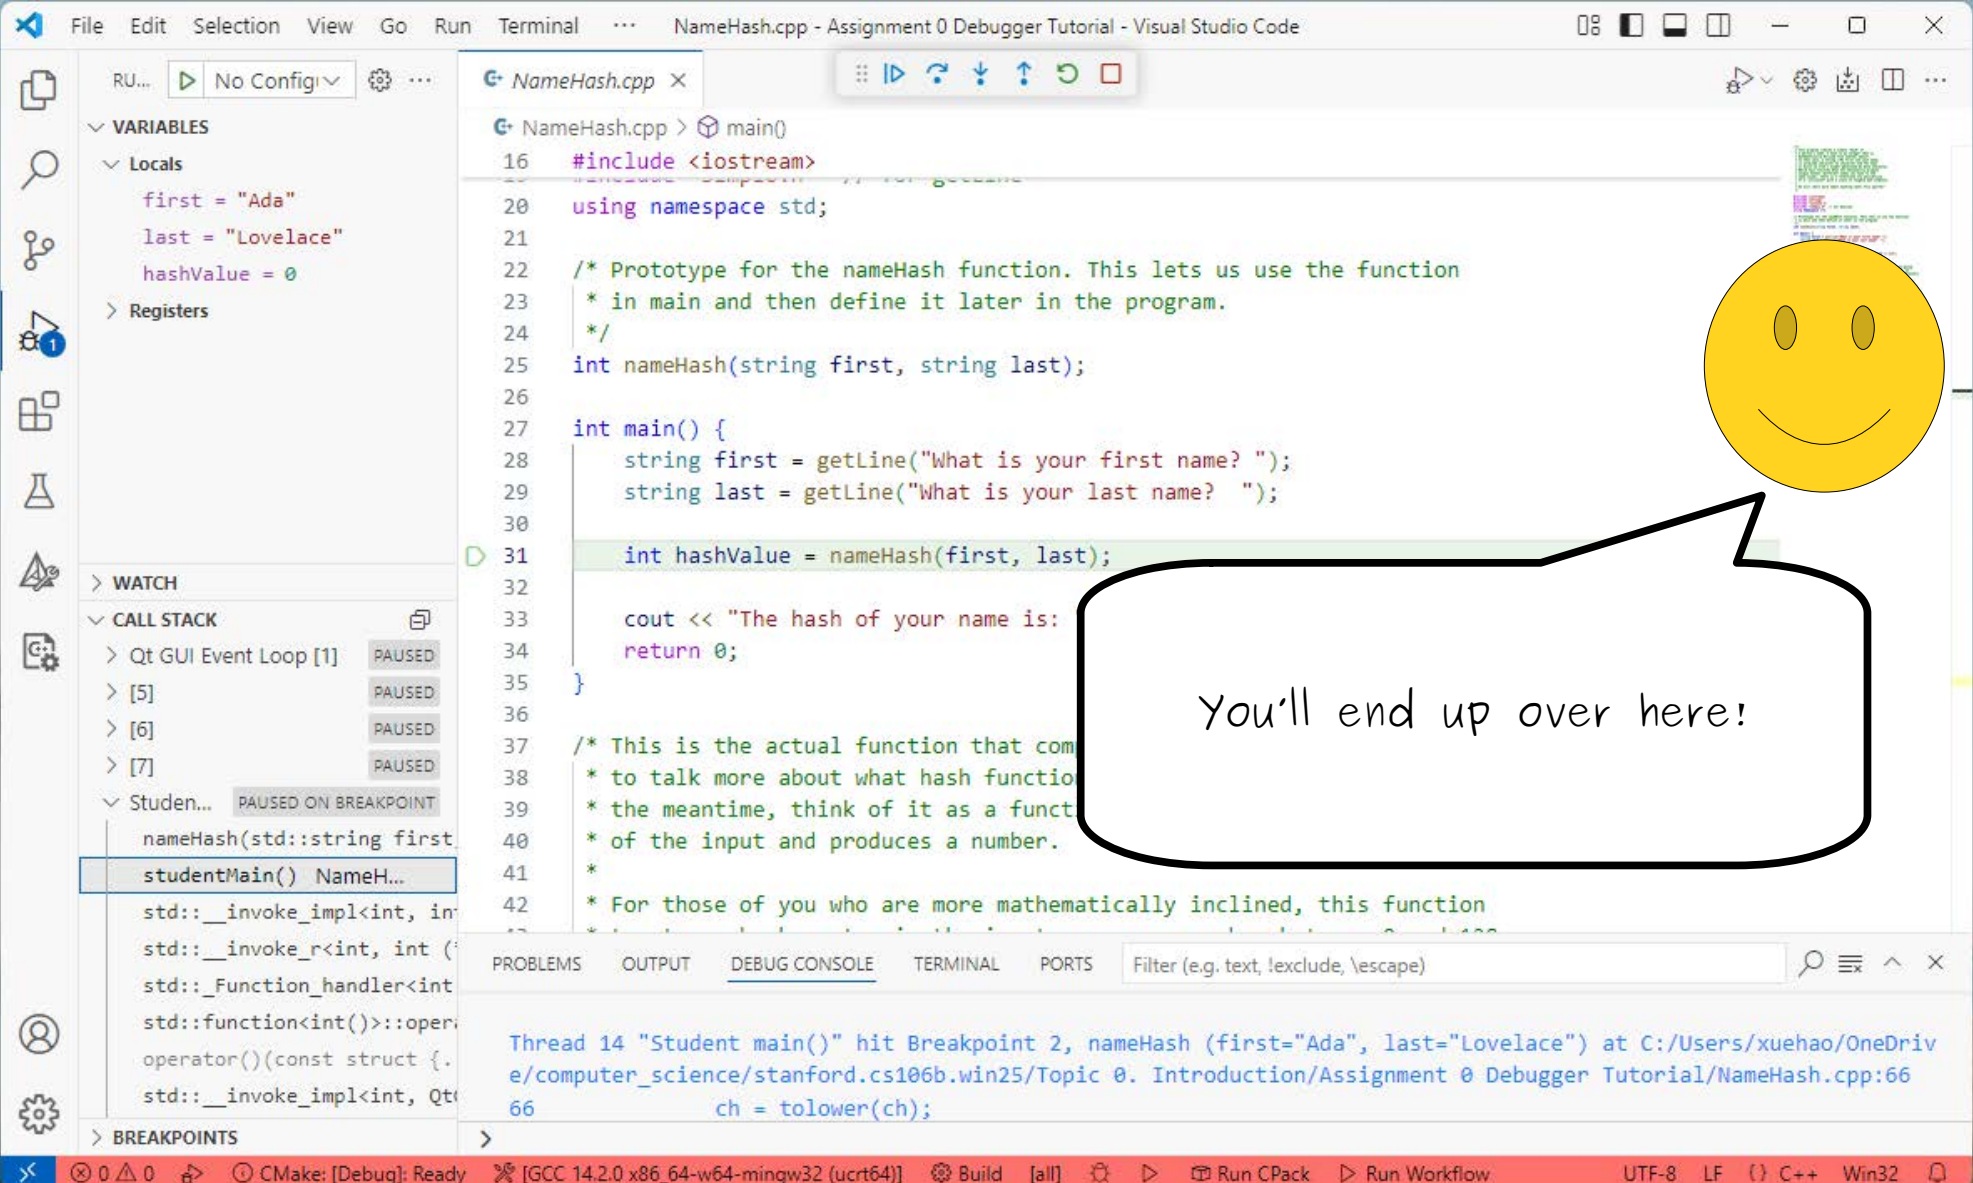 File Edit Selection View Go Run Terminal ··· NameHash.cpp - Assignment 0 Debugger Tutorial - Visual Studio Code
RU... No Config
NameHash.cpp
VARIABLES
Locals
first = "Ada"
last = "Lovelace"
hashValue = 0
Registers
1
WATCH
CALL STACK
Qt GUI Event Loop [1] PAUSED
[5] PAUSED
[6] PAUSED
[7] PAUSED
Studen... PAUSED ON BREAKPOINT
nameHash(std::string first
studentMain() NameH...
std::__invoke_impl<int, in
std::__invoke_r<int, int (
std::_Function_handler<int
std::function<int()>::oper
operator()(const struct {.
std::__invoke_impl<int, Qt
BREAKPOINTS
NameHash.cpp > main()
16 #include <iostream>
20 using namespace std;
21
22 /* Prototype for the nameHash function. This lets us use the function
23 * in main and then define it later in the program.
24 */
25 int nameHash(string first, string last);
26
27 int main() {
28 string first = getLine("What is your first name? ");
29 string last = getLine("What is your last name?  ");
30
31 int hashValue = nameHash(first, last);
32
33 cout << "The hash of your name is:
34 return 0;
35 }
36
37 /* This is the actual function that com
38 * to talk more about what hash functio
39 * the meantime, think of it as a funct
40 * of the input and produces a number.
41 *
42 * For those of you who are more mathematically inclined, this function
You'll end up over here!
PROBLEMS OUTPUT DEBUG CONSOLE TERMINAL PORTS Filter (e.g. text, !exclude, \escape)
Thread 14 "Student main()" hit Breakpoint 2, nameHash (first="Ada", last="Lovelace") at C:/Users/xuehao/OneDriv
e/computer_science/stanford.cs106b.win25/Topic 0. Introduction/Assignment 0 Debugger Tutorial/NameHash.cpp:66
66 ch = tolower(ch);
>
0 0 CMake: [Debug]: Ready [GCC 14.2.0 x86_64-w64-mingw32 (ucrt64)] Build [all] Run CPack Run Workflow UTF-8 LF {} C++ Win32